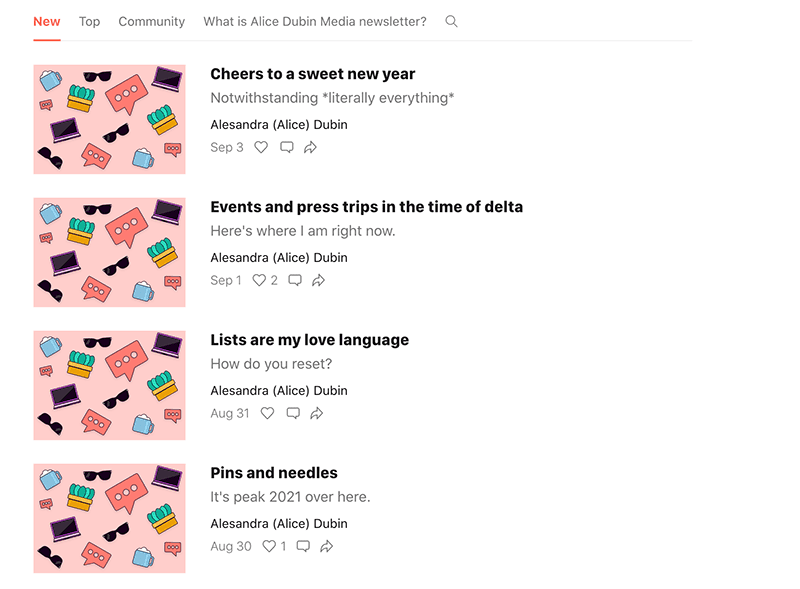 New Top Community What is Alice Dubin Media newsletter?
Cheers to a sweet new year
Notwithstanding *literally everything*
Alesandra (Alice) Dubin
Sep 3
Events and press trips in the time of delta
Here's where I am right now.
Alesandra (Alice) Dubin
Sep 1 2
Lists are my love language
How do you reset?
Alesandra (Alice) Dubin
Aug 31
Pins and needles
It's peak 2021 over here.
Alesandra (Alice) Dubin
Aug 30 1